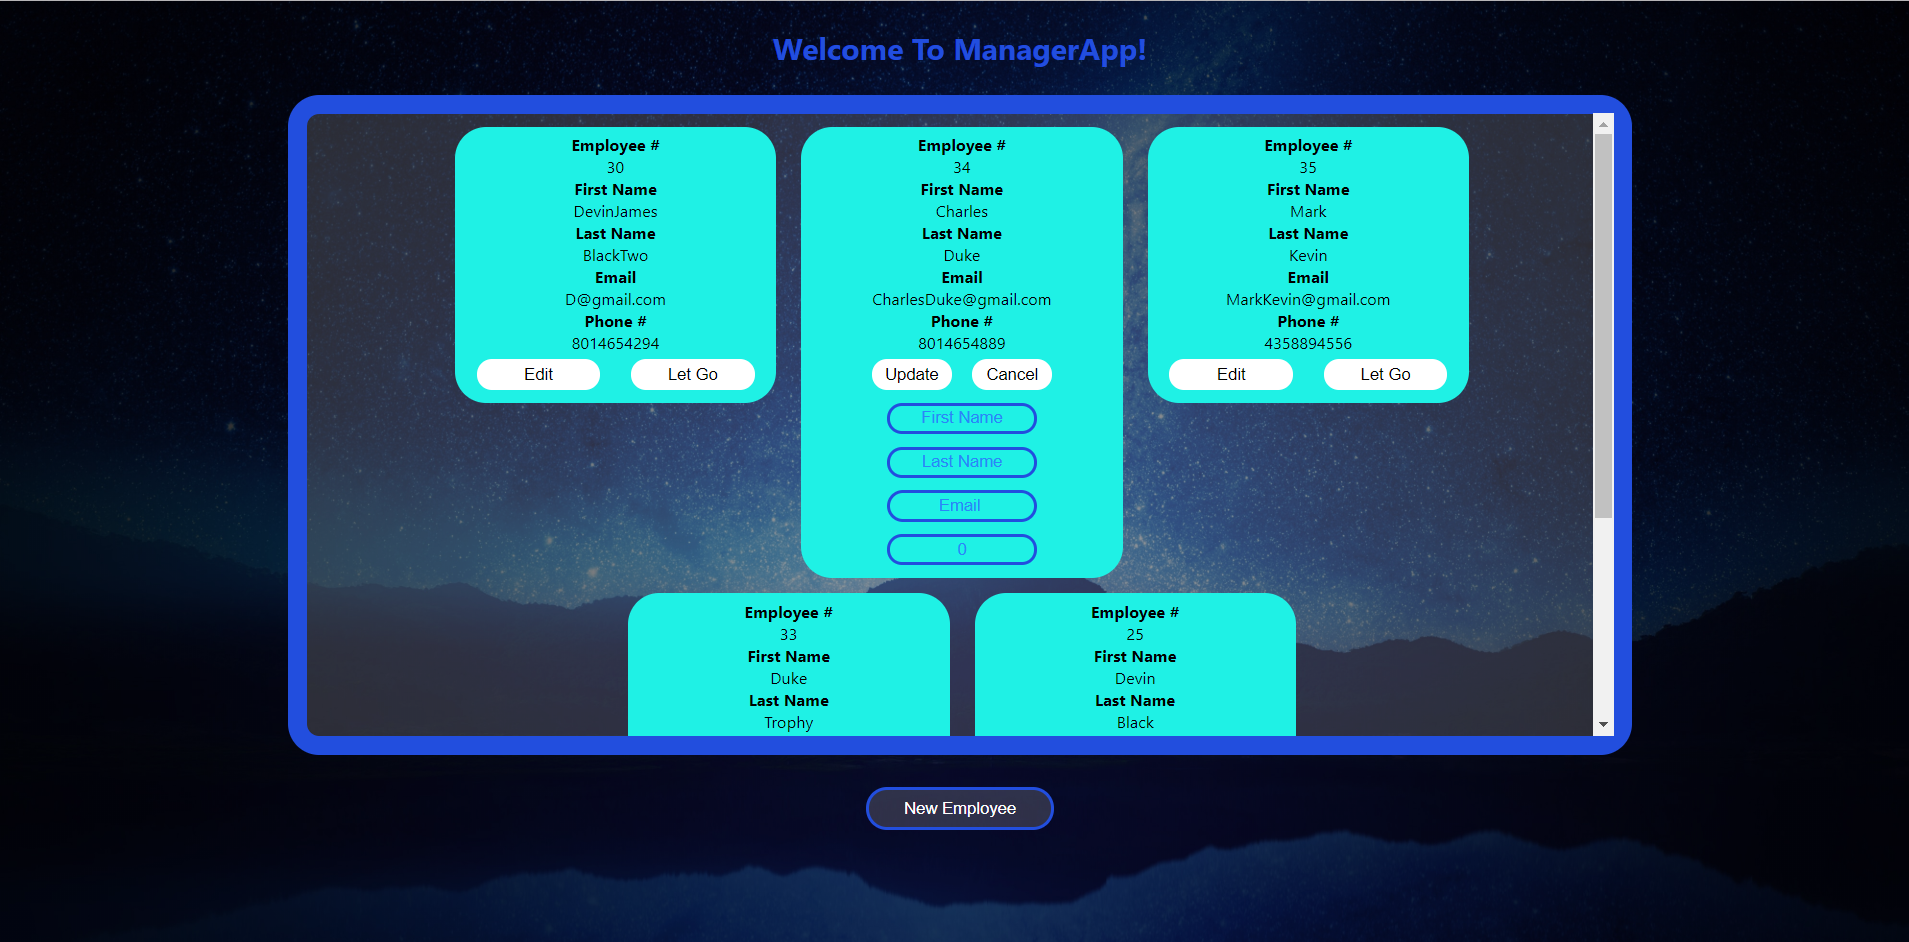 Welcome To ManagerApp!
Employee #
30
First Name
DevinJames
Last Name
BlackTwo
Email
D@gmail.com
Phone #
8014654294
Edit
Let Go
Employee #
34
First Name
Charles
Last Name
Duke
Email
CharlesDuke@gmail.com
Phone #
8014654889
Update
Cancel
First Name
Last Name
Email
0
Employee #
35
First Name
Mark
Last Name
Kevin
Email
MarkKevin@gmail.com
Phone #
4358894556
Edit
Let Go
Employee #
33
First Name
Duke
Last Name
Trophy
Employee #
25
First Name
Devin
Last Name
Black
New Employee